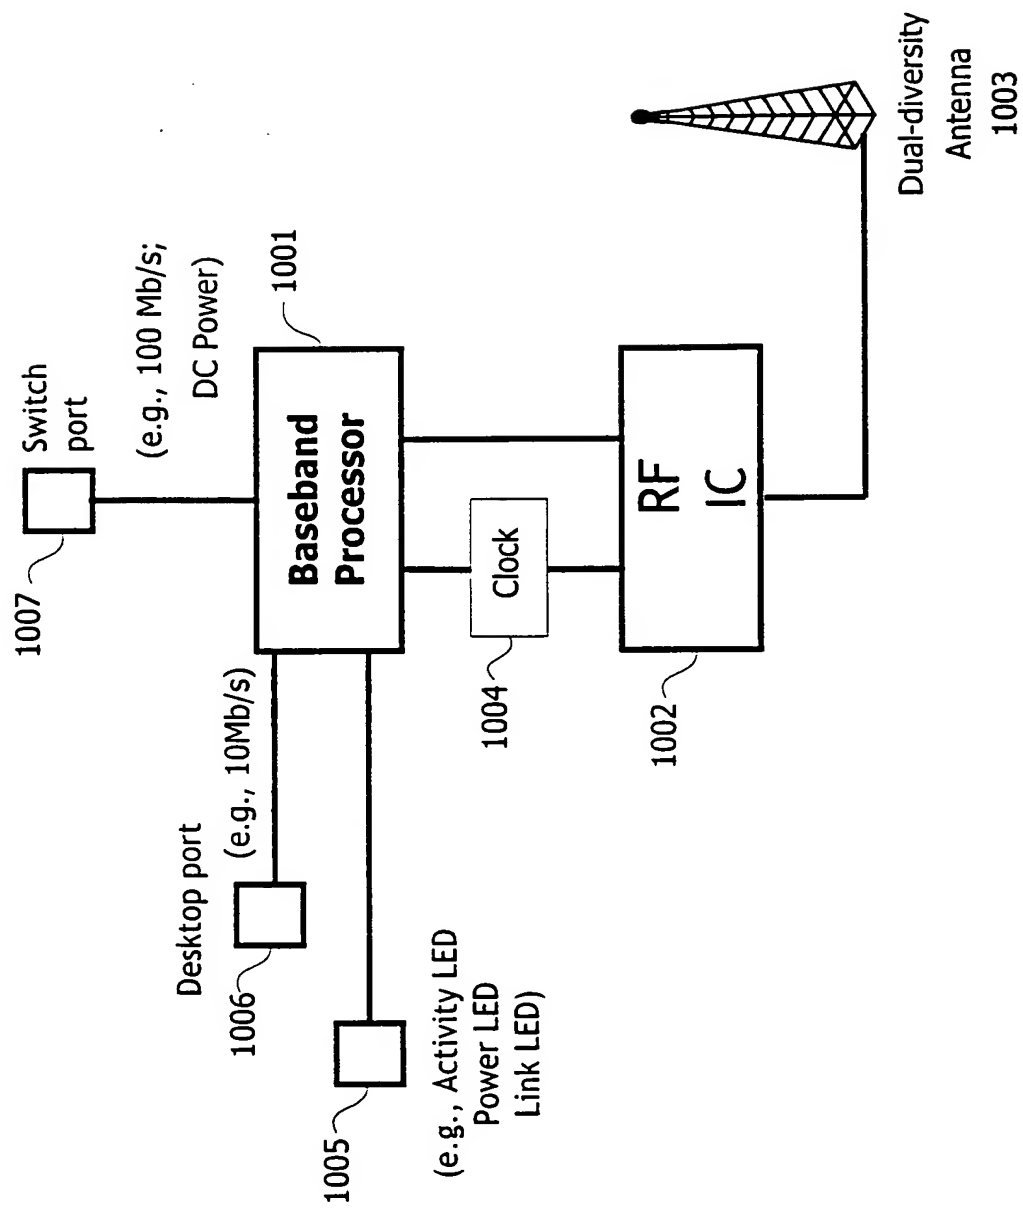 1007
Switch
port
(e.g., 100 Mb/s;
DC Power)
1001
Baseband
Processor
Desktop port
(e.g., 10Mb/s)
1006
1005
(e.g., Activity LED
Power LED
Link LED)
Clock
1004
RF
IC
1002
Dual-diversity
Antenna
1003